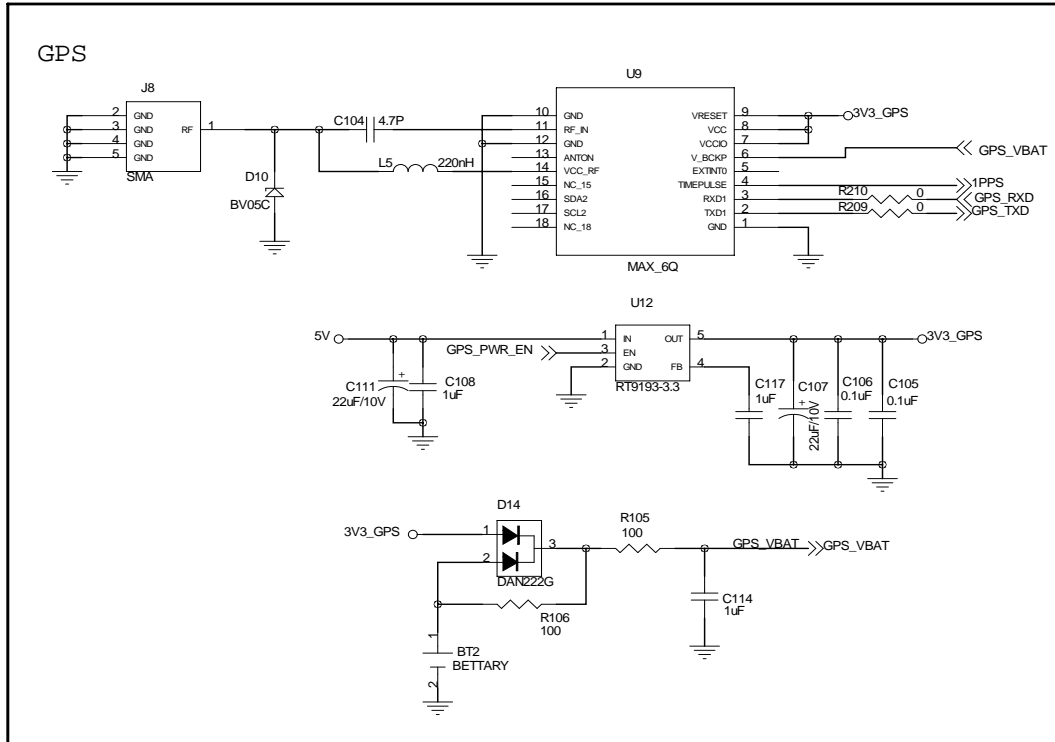 GPS
J8
2 GND
3 GND
4 GND
5 GND
RF 1
SMA
D10
BV05C
C104 4.7P
L5 220nH
U9
10 GND
11 RF_IN
12 GND
13 ANTON
14 VCC_RF
15 NC_15
16 SDA2
17 SCL2
18 NC_18
VRESET 9
VCC 8
VCCIO 7
V_BCKP 6
EXTINT0 5
TIMEPULSE 4
RXD1 3
TXD1 2
GND 1
MAX_6Q
3V3_GPS
GPS_VBAT
1PPS
R210 0 GPS_RXD
R209 0 GPS_TXD
U12
5V
GPS_PWR_EN
1 IN
3 EN
2 GND
OUT 5
FB 4
RT9193-3.3
3V3_GPS
C111
22uF/10V
C108
1uF
C117
1uF
C107
22uF/10V
C106
0.1uF
C105
0.1uF
D14
3V3_GPS
1
2
3
DAN222G
R105
100
GPS_VBAT GPS_VBAT
R106
100
C114
1uF
1
BT2
BETTARY
2